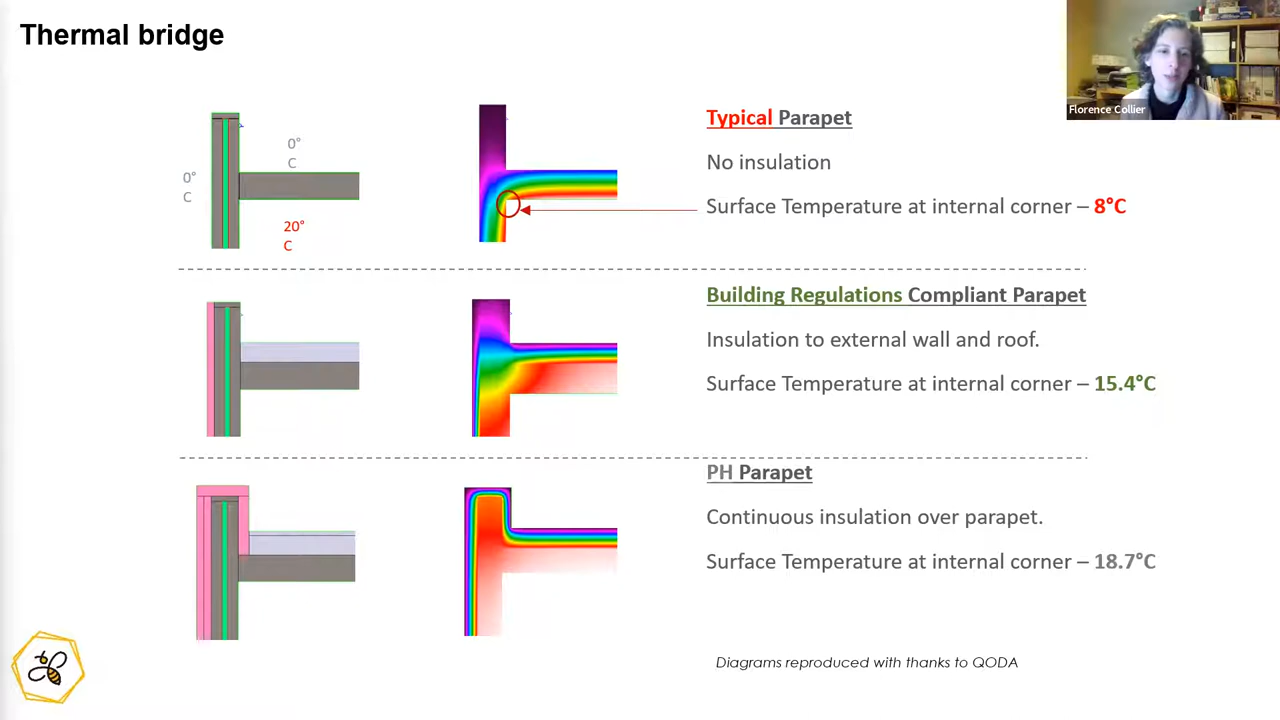 Thermal bridge
Florence Collier
0°
C
0°
C
20°
C
Typical Parapet
No insulation
Surface Temperature at internal corner – 8°C
Building Regulations Compliant Parapet
Insulation to external wall and roof.
Surface Temperature at internal corner – 15.4°C
PH Parapet
Continuous insulation over parapet.
Surface Temperature at internal corner – 18.7°C
Diagrams reproduced with thanks to QODA